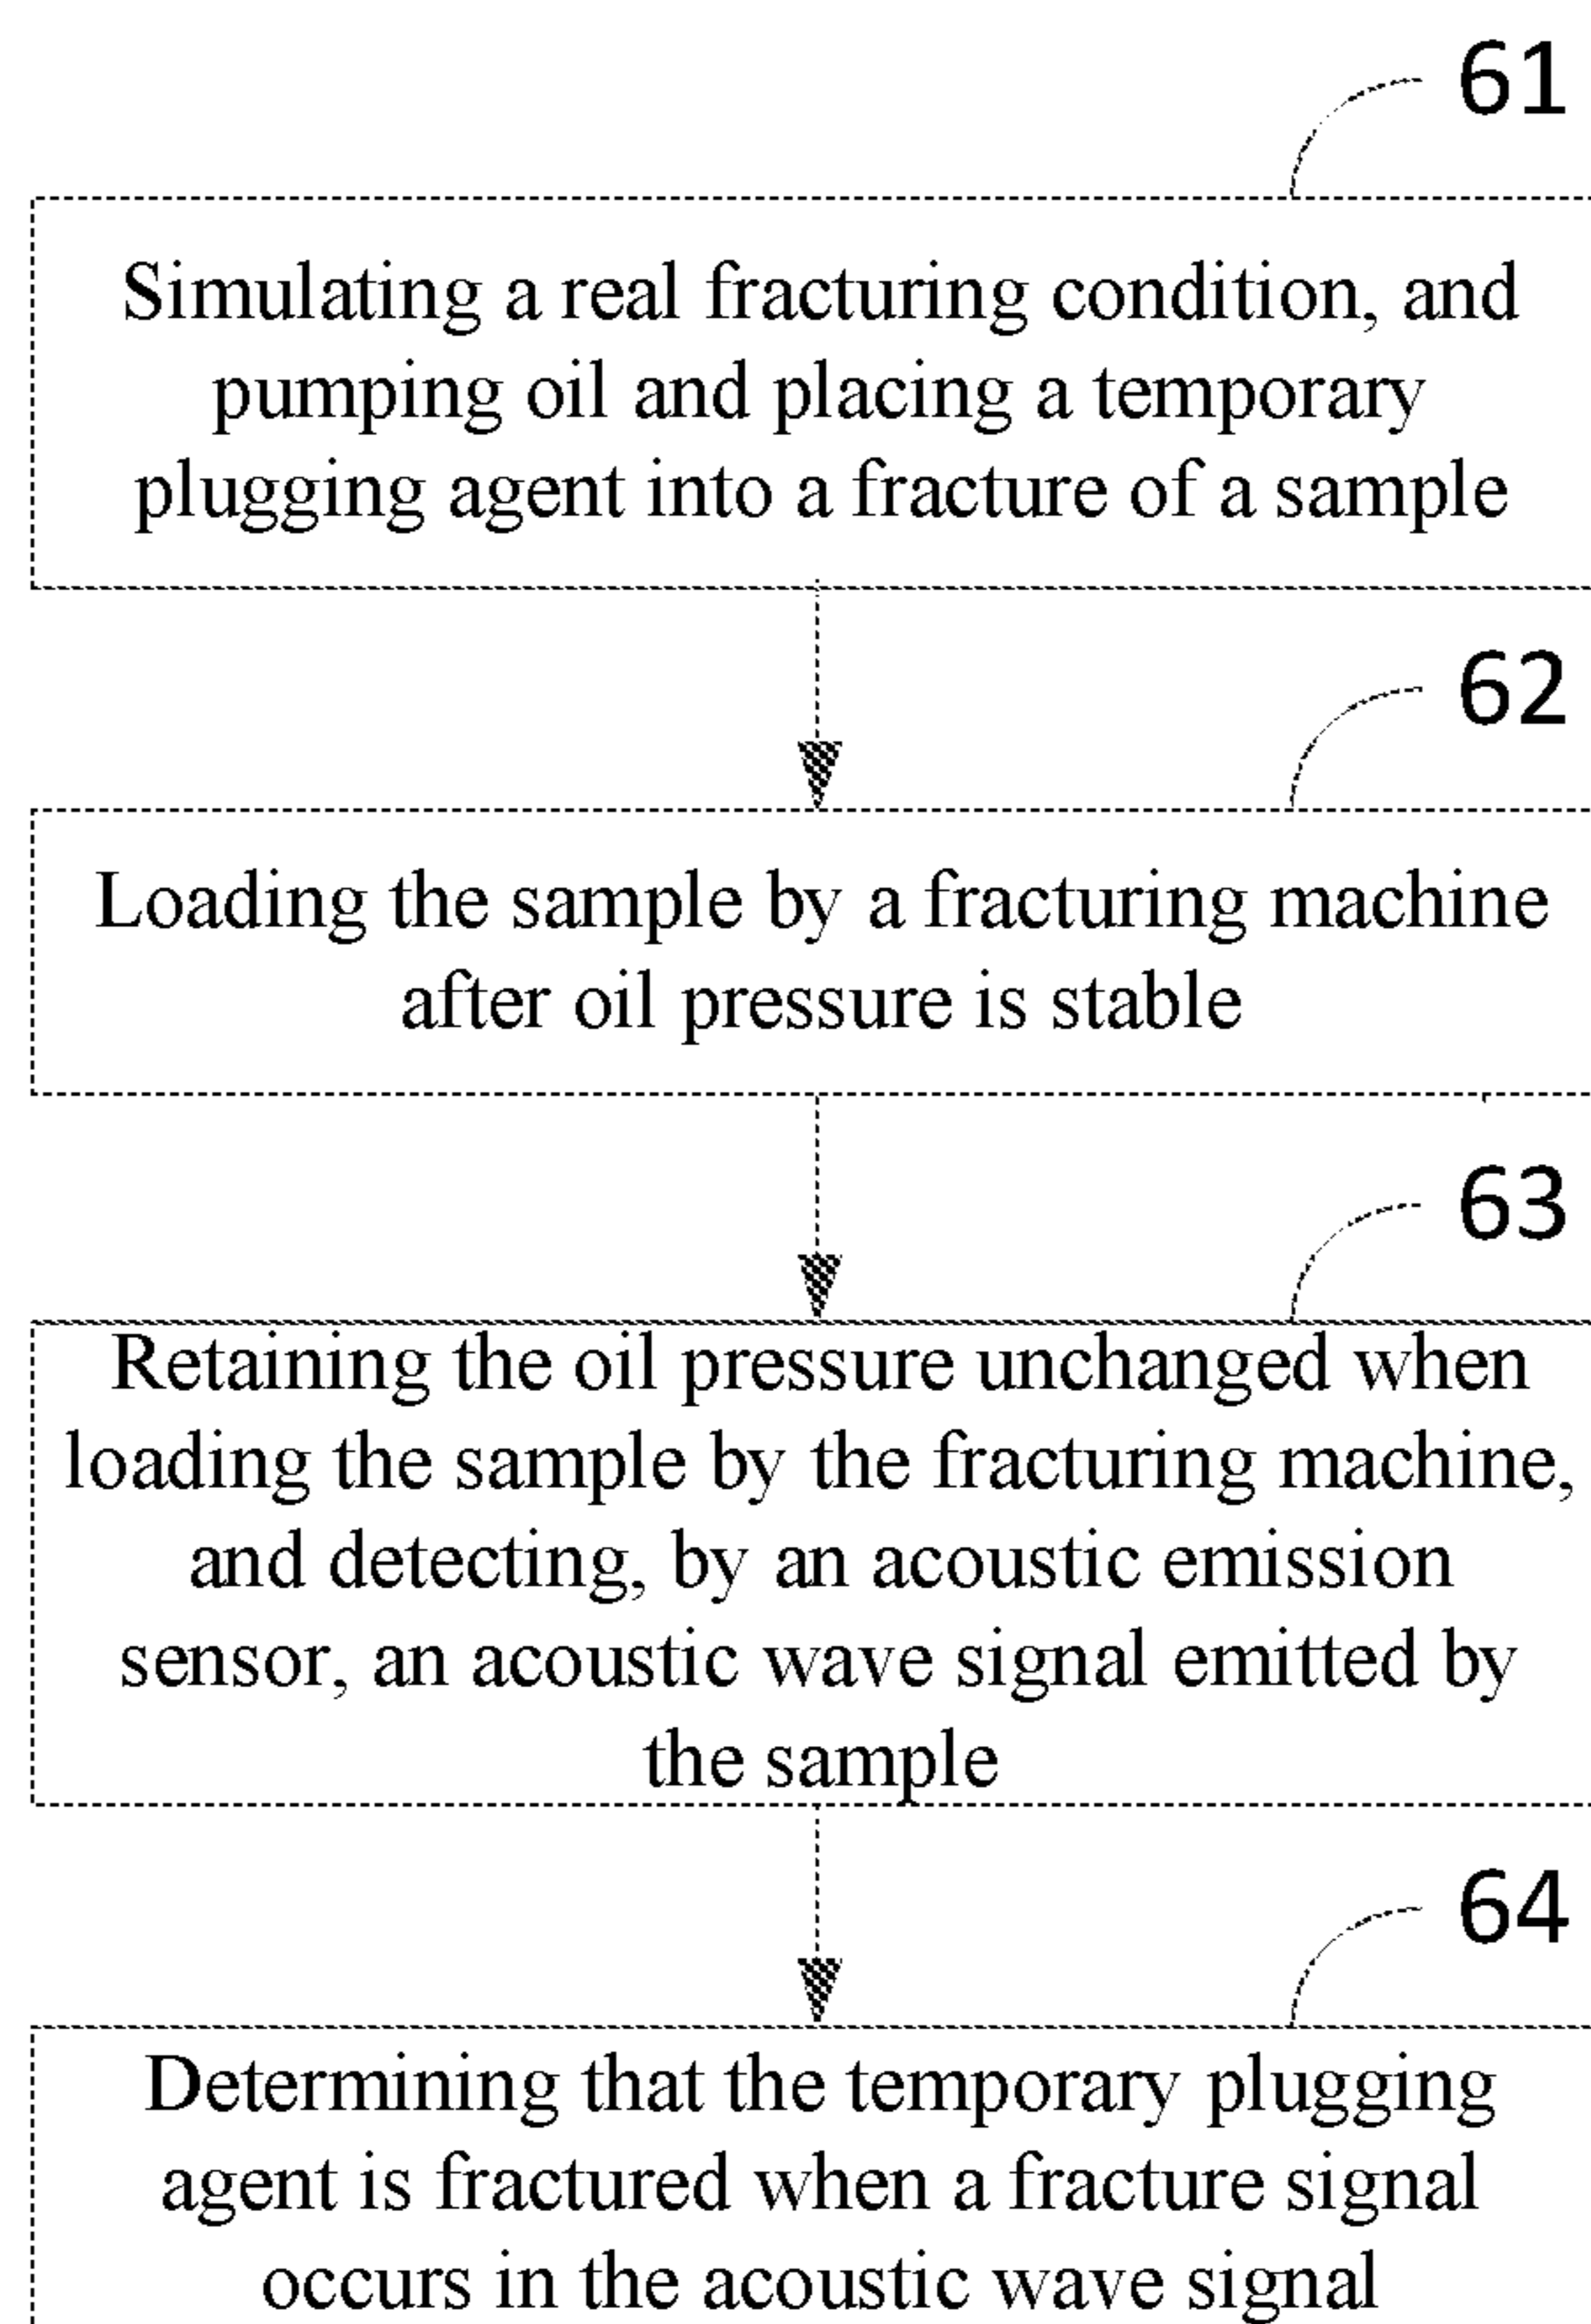 61
Simulating a real fracturing condition, and
pumping oil and placing a temporary
plugging agent into a fracture of a sample
62
Loading the sample by a fracturing machine
after oil pressure is stable
63
Retaining the oil pressure unchanged when
loading the sample by the fracturing machine,
and detecting, by an acoustic emission
sensor, an acoustic wave signal emitted by
the sample
64
Determining that the temporary plugging
agent is fractured when a fracture signal
occurs in the acoustic wave signal